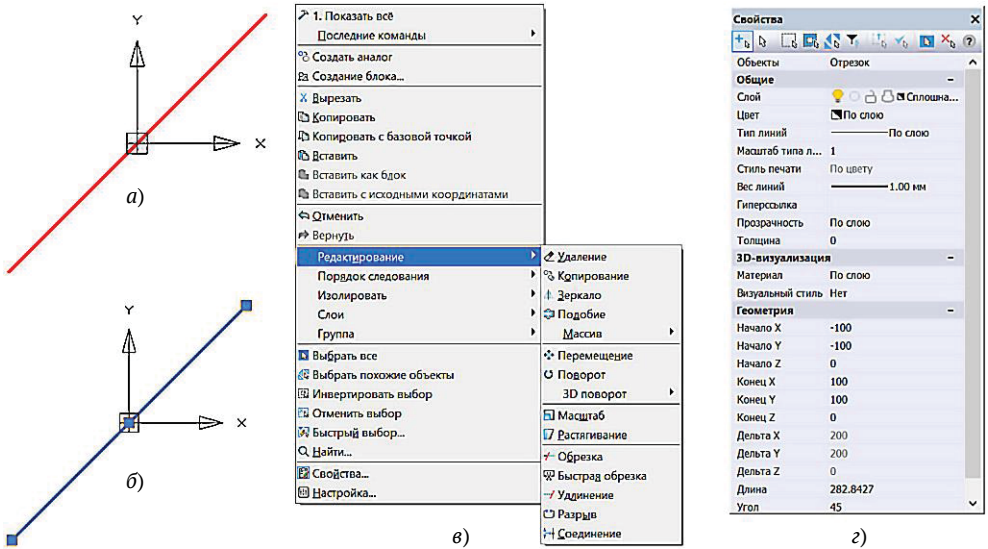 Y
X
а)
Y
X
б)
1. Показать всё
Последние команды
Создать аналог
Создание блока...
Вырезать
Копировать
Копировать с базовой точкой
Вставить
Вставить как блок
Вставить с исходными координатами
Отменить
Вернуть
Редактирование
Порядок следования
Изолировать
Слои
Группа
Выбрать все
Выбрать похожие объекты
Инвертировать выбор
Отменить выбор
Быстрый выбор...
Найти...
Свойства...
Настройка...
Удаление
Копирование
Зеркало
Подобие
Массив
Перемещение
Поворот
3D поворот
Масштаб
Растягивание
Обрезка
Быстрая обрезка
Удлинение
Разрыв
Соединение
в)
Свойства
Объекты Отрезок
Общие
Слой Сплошна...
Цвет По слою
Тип линий По слою
Масштаб типа л... 1
Стиль печати По цвету
Вес линий 1.00 мм
Гиперссылка
Прозрачность По слою
Толщина 0
3D-визуализация
Материал По слою
Визуальный стиль Нет
Геометрия
Начало X -100
Начало Y -100
Начало Z 0
Конец X 100
Конец Y 100
Конец Z 0
Дельта X 200
Дельта Y 200
Дельта Z 0
Длина 282.8427
Угол 45
г)